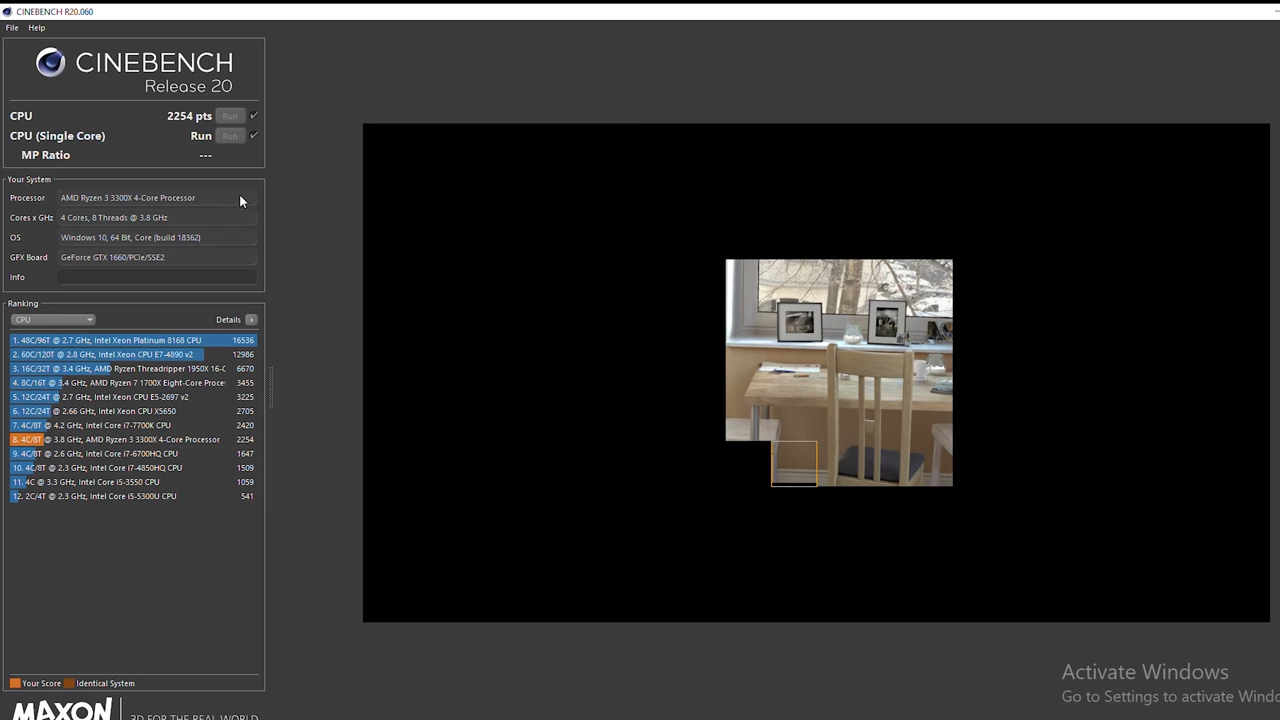 CINEBENCH R20.060
File Help
CINEBENCH
Release 20
CPU 2254 pts Run
CPU (Single Core) Run Run
MP Ratio ---
Your System
Processor AMD Ryzen 3 3300X 4-Core Processor
Cores x GHz 4 Cores, 8 Threads @ 3.8 GHz
OS Windows 10, 64 Bit, Core (build 18362)
GFX Board GeForce GTX 1660/PCIe/SSE2
Info
Ranking
CPU Details
1. 48C/96T @ 2.7 GHz, Intel Xeon Platinum 8168 CPU 16536
2. 60C/120T @ 2.8 GHz, Intel Xeon CPU E7-4890 v2 12986
3. 16C/32T @ 3.4 GHz, AMD Ryzen Threadripper 1950X 16-C 6670
4. 8C/16T @ 3.4 GHz, AMD Ryzen 7 1700X Eight-Core Proce: 3455
5. 12C/24T @ 2.7 GHz, Intel Xeon CPU E5-2697 v2 3225
6. 12C/24T @ 2.66 GHz, Intel Xeon CPU X5650 2705
7. 4C/8T @ 4.2 GHz, Intel Core i7-7700K CPU 2420
8. 4C/8T @ 3.8 GHz, AMD Ryzen 3 3300X 4-Core Processor 2254
9. 4C/8T @ 2.6 GHz, Intel Core i7-6700HQ CPU 1647
10. 4C/8T @ 2.3 GHz, Intel Core i7-4850HQ CPU 1509
11. 4C @ 3.3 GHz, Intel Core i5-3550 CPU 1059
12. 2C/4T @ 2.3 GHz, Intel Core i5-5300U CPU 541
Your Score Identical System
MAXON 3D FOR THE REAL WORLD
Activate Windows
Go to Settings to activate Windo